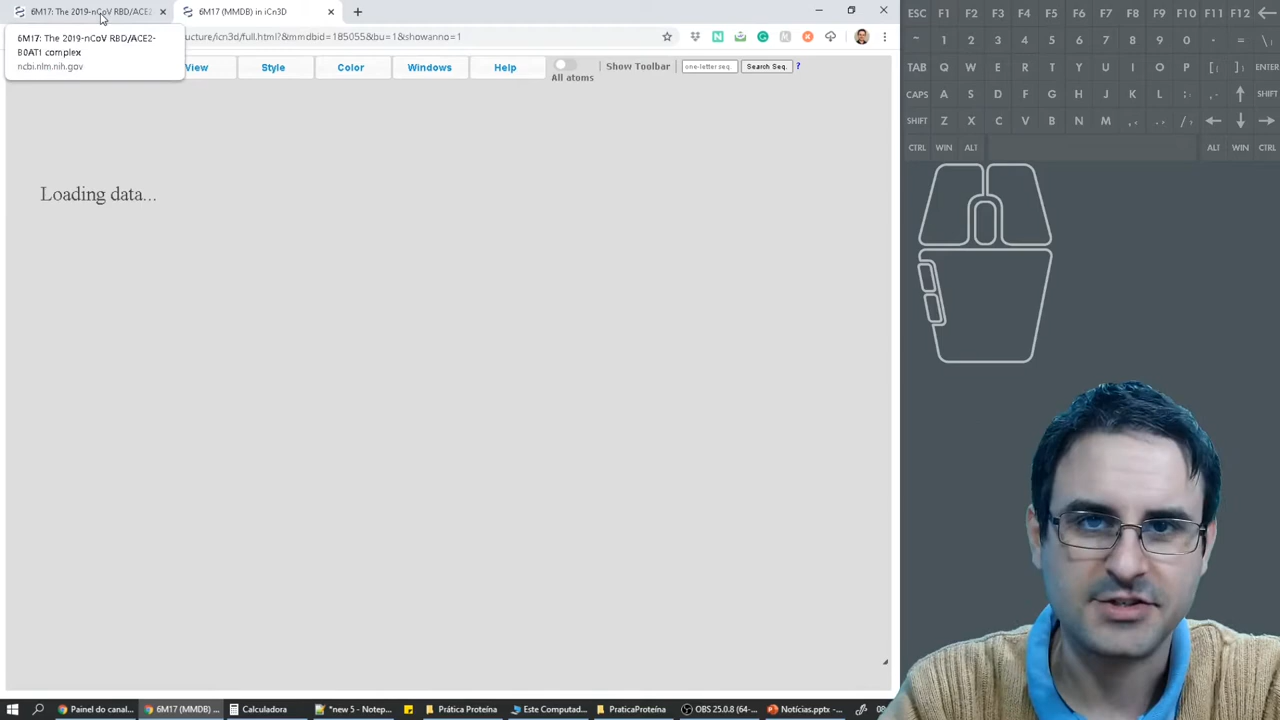 6M17: The 2019-nCoV RBD/ACE2
6M17 (MMDB) in iCn3D
6M17: The 2019-nCoV RBD/ACE2-
B0AT1 complex
ncbi.nlm.nih.gov
ucture/icn3d/full.html?&mmdbid=185055&bu=1&showanno=1
View
Style
Color
Windows
Help
All atoms
Show Toolbar
one-letter seq.
Search Seq.
?
Loading data...
ESC F1 F2 F3 F4 F5 F6 F7 F8 F9 F10 F11 F12
~ 1 2 3 4 5 6 7 8 9 0 - = \
TAB Q W E R T Y U I O P [ ] ENTER
CAPS A S D F G H J K L ; SHIFT
SHIFT Z X C V B N M
CTRL WIN ALT ALT WIN CTRL
Painel do canal...
6M17 (MMDB) ...
Calculadora
*new 5 - Notep...
Prática Proteína
Este Computad...
PraticaProteína
OBS 25.0.8 (64-bit...
Notícias.pptx -
08